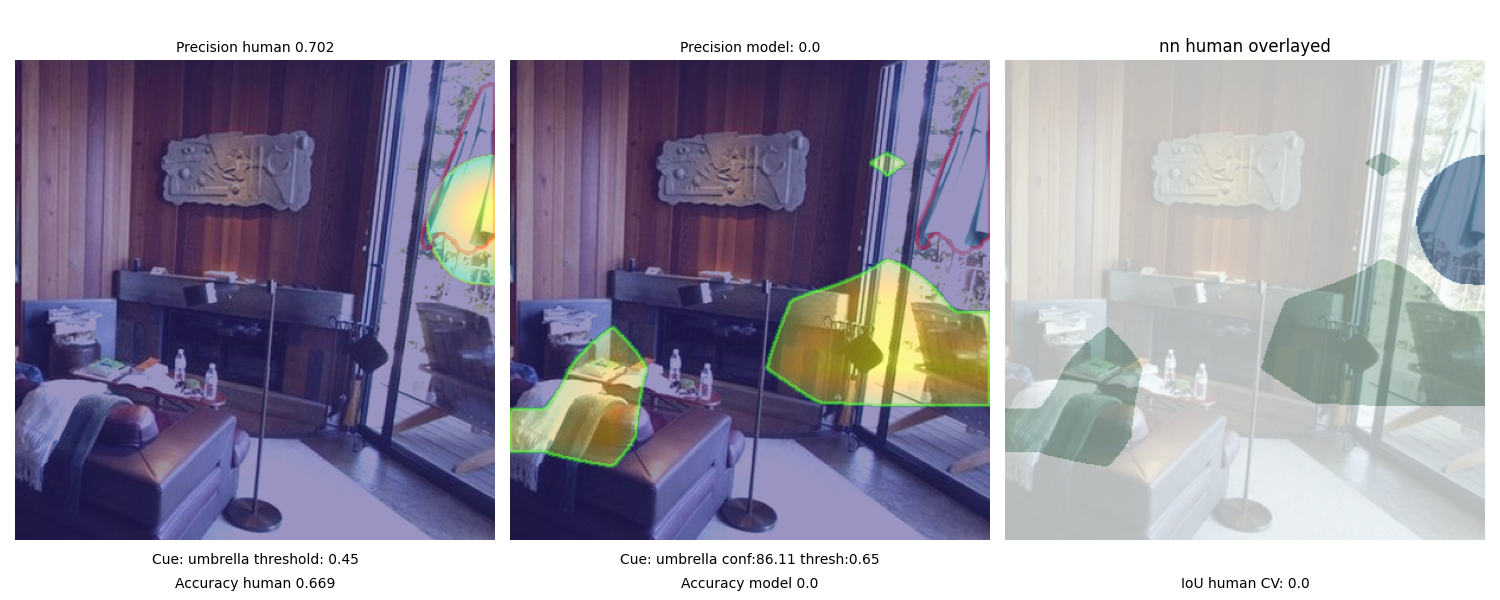 Precision human 0.702
Precision model: 0.0
nn human overlayed
Cue: umbrella threshold: 0.45
Cue: umbrella conf:86.11 thresh:0.65
Accuracy human 0.669
Accuracy model 0.0
IoU human CV: 0.0